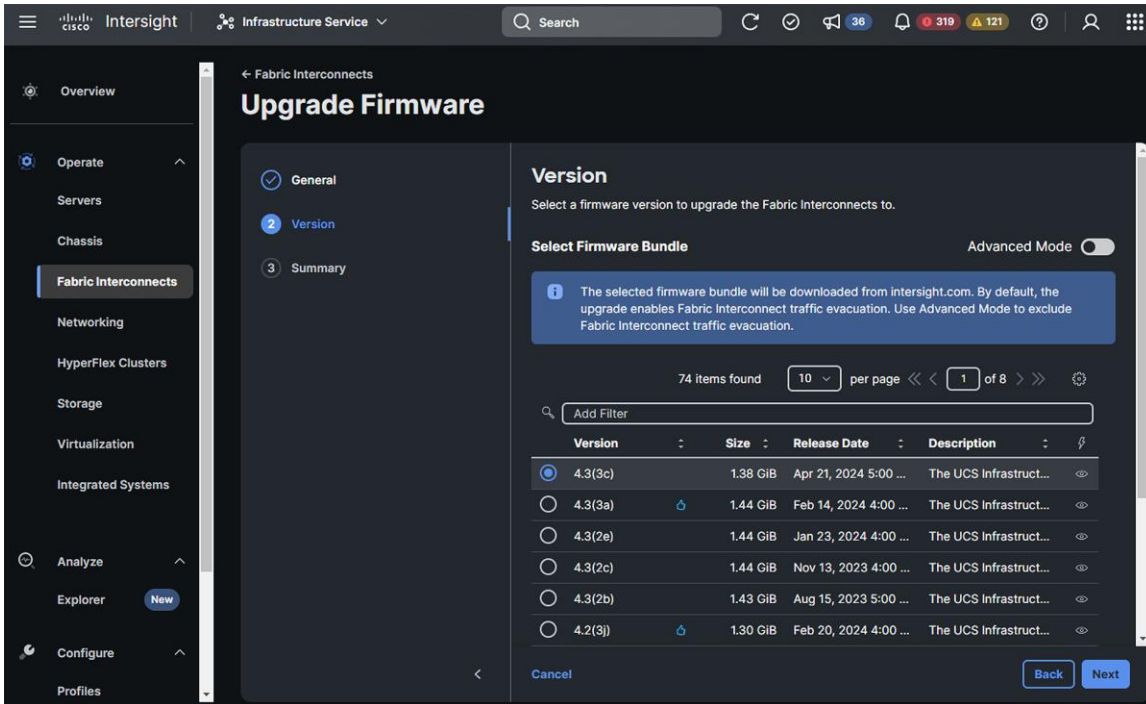 cisco Intersight
Infrastructure Service
Search
36
319
121
Overview
Operate
Servers
Chassis
Fabric Interconnects
Networking
HyperFlex Clusters
Storage
Virtualization
Integrated Systems
Analyze
Explorer New
Configure
Profiles
← Fabric Interconnects
Upgrade Firmware
General
2 Version
3 Summary
Version
Select a firmware version to upgrade the Fabric Interconnects to.
Select Firmware Bundle Advanced Mode
The selected firmware bundle will be downloaded from intersight.com. By default, the
upgrade enables Fabric Interconnect traffic evacuation. Use Advanced Mode to exclude
Fabric Interconnect traffic evacuation.
74 items found 10 per page 1 of 8
Add Filter
Version Size Release Date Description
4.3(3c) 1.38 GiB Apr 21, 2024 5:00 ... The UCS Infrastruct...
4.3(3a) 1.44 GiB Feb 14, 2024 4:00 ... The UCS Infrastruct...
4.3(2e) 1.44 GiB Jan 23, 2024 4:00 ... The UCS Infrastruct...
4.3(2c) 1.44 GiB Nov 13, 2023 4:00 ... The UCS Infrastruct...
4.3(2b) 1.43 GiB Aug 15, 2023 5:00 ... The UCS Infrastruct...
4.2(3j) 1.30 GiB Feb 20, 2024 4:00 ... The UCS Infrastruct...
Cancel Back Next